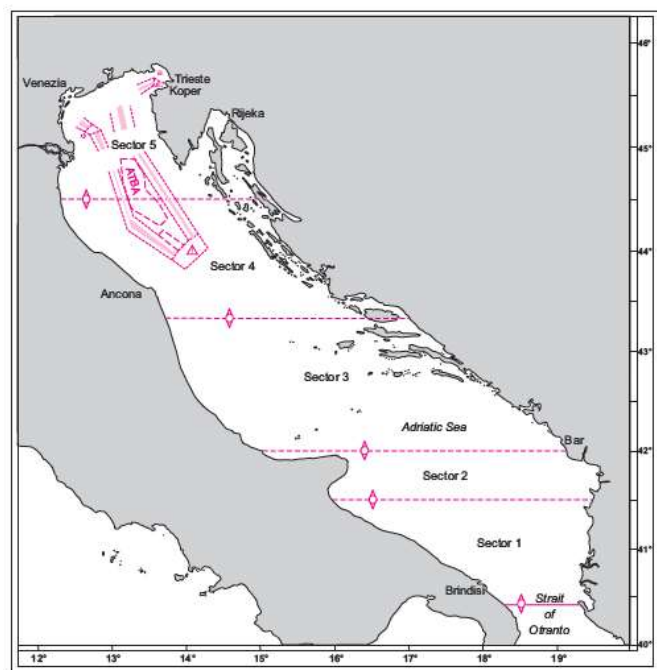 46°
Trieste
Venezia
Koper
Rijeka
Sector 5
45°
ATBA
Sector 4
44°
Ancona
43°
Sector 3
Adriatic Sea
Bar
42°
Sector 2
41°
Sector 1
Brindisi
Strait
of
Otranto
40°
12°
13°
14°
15°
16°
17°
18°
19°